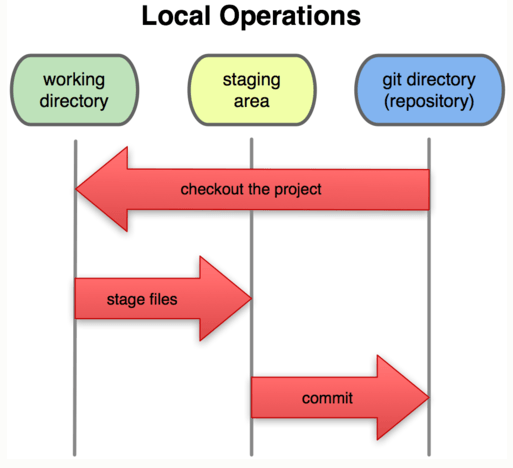 Local Operations
working
directory
staging
area
git directory
(repository)
checkout the project
stage files
commit